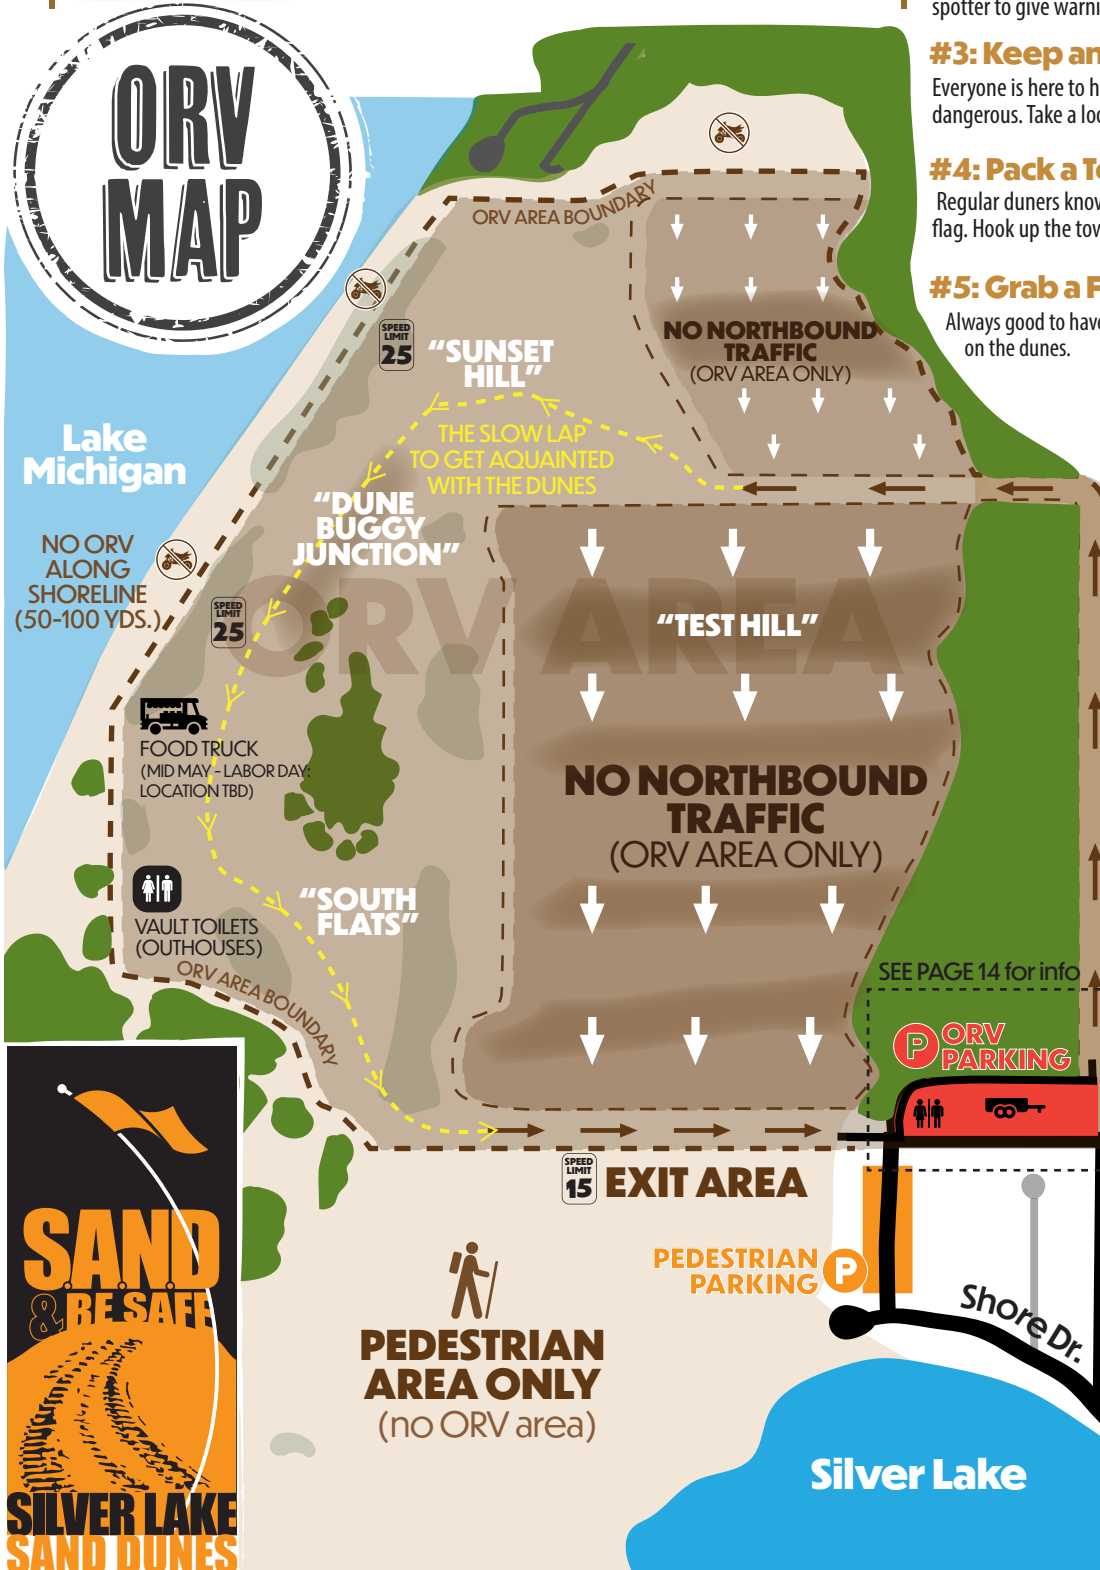 ORV
MAP
spotter to give warni
#3: Keep an
Everyone is here to h
dangerous. Take a loo
#4: Pack a To
Regular duners know
flag. Hook up the tow
#5: Grab a F
Always good to have
on the dunes.
ORV AREA BOUNDARY
SPEED
LIMIT
25
"SUNSET
HILL"
NO NORTHBOUND
TRAFFIC
(ORV AREA ONLY)
THE SLOW LAP
TO GET AQUAINTED
WITH THE DUNES
Lake
Michigan
"DUNE
BUGGY
JUNCTION"
NO ORV
ALONG
SHORELINE
(50-100 YDS.)
SPEED
LIMIT
25
ORV AREA
"TEST HILL"
FOOD TRUCK
(MID MAY - LABOR DAY:
LOCATION TBD)
NO NORTHBOUND
TRAFFIC
(ORV AREA ONLY)
"SOUTH
FLATS"
VAULT TOILETS
(OUTHOUSES)
ORV AREA BOUNDARY
SEE PAGE 14 for info
P
ORV
PARKING
SPEED
LIMIT
15
EXIT AREA
PEDESTRIAN
PARKING
P
Shore Dr.
PEDESTRIAN
AREA ONLY
(no ORV area)
Silver Lake
SAND
& BE SAFE
SILVER LAKE
SAND DUNES